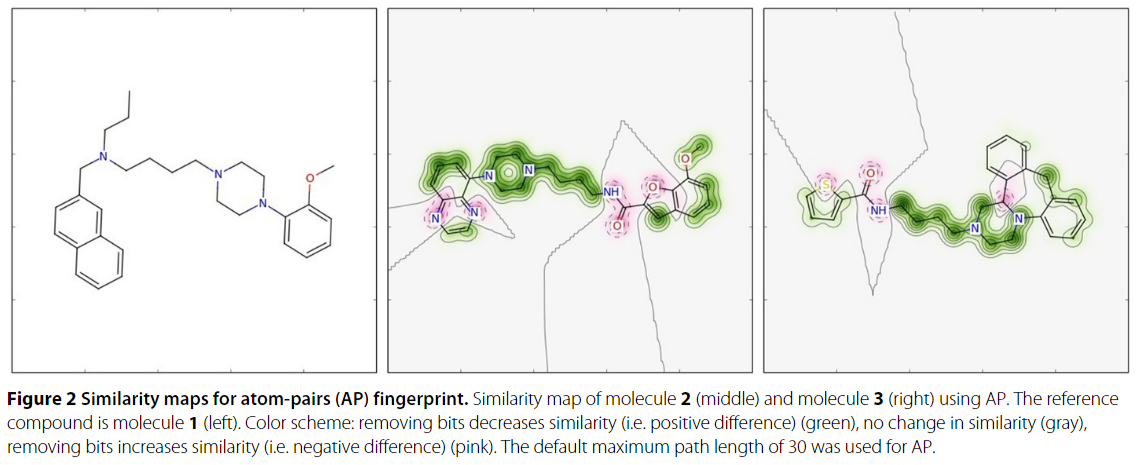 N
N
O
N
O
N
N
O
NH
N
N
O
O
S
NH
N
N
Figure 2 Similarity maps for atom-pairs (AP) fingerprint. Similarity map of molecule 2 (middle) and molecule 3 (right) using AP. The reference
compound is molecule 1 (left). Color scheme: removing bits decreases similarity (i.e. positive difference) (green), no change in similarity (gray),
removing bits increases similarity (i.e. negative difference) (pink). The default maximum path length of 30 was used for AP.